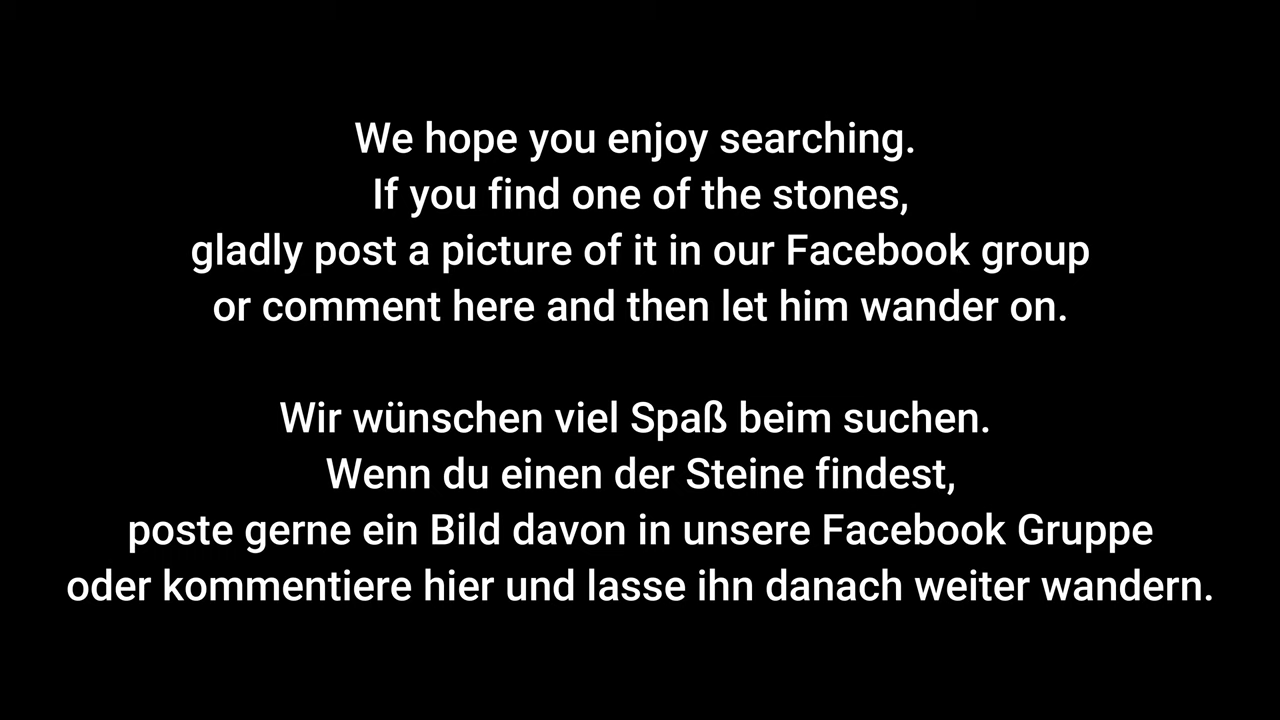 We hope you enjoy searching.
If you find one of the stones,
gladly post a picture of it in our Facebook group
or comment here and then let him wander on.
Wir wünschen viel Spaß beim suchen.
Wenn du einen der Steine findest,
poste gerne ein Bild davon in unsere Facebook Gruppe
oder kommentiere hier und lasse ihn danach weiter wandern.